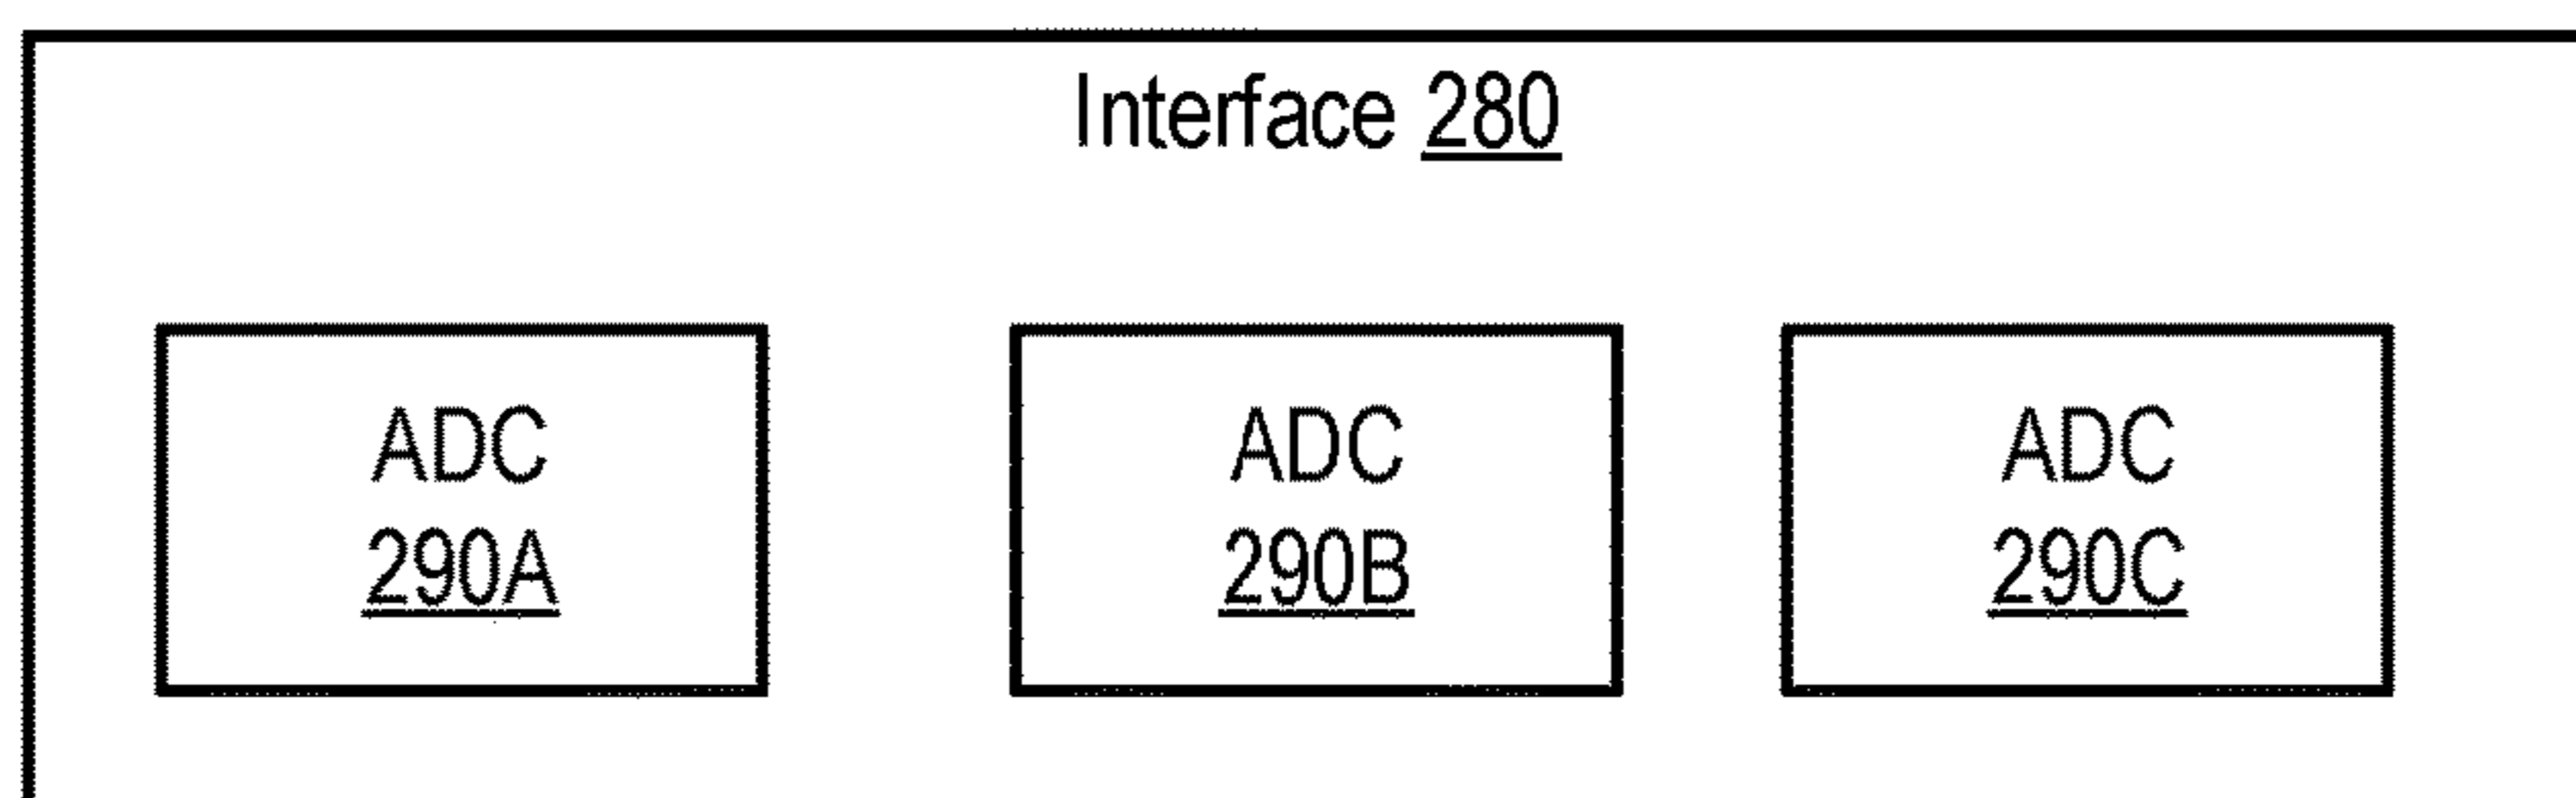 Interface 280
ADC
290A
ADC
290B
ADC
290C